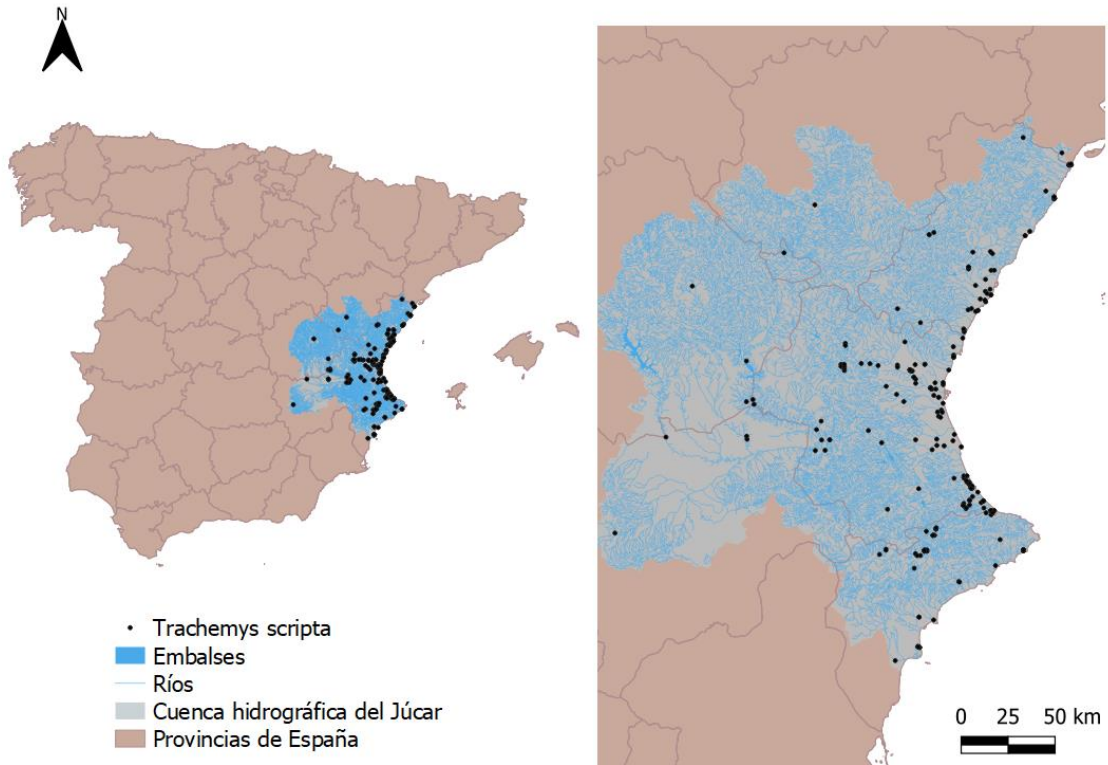 N
Trachemys scripta
Embalses
Ríos
Cuenca hidrográfica del Júcar
Provincias de España
0 25 50 km